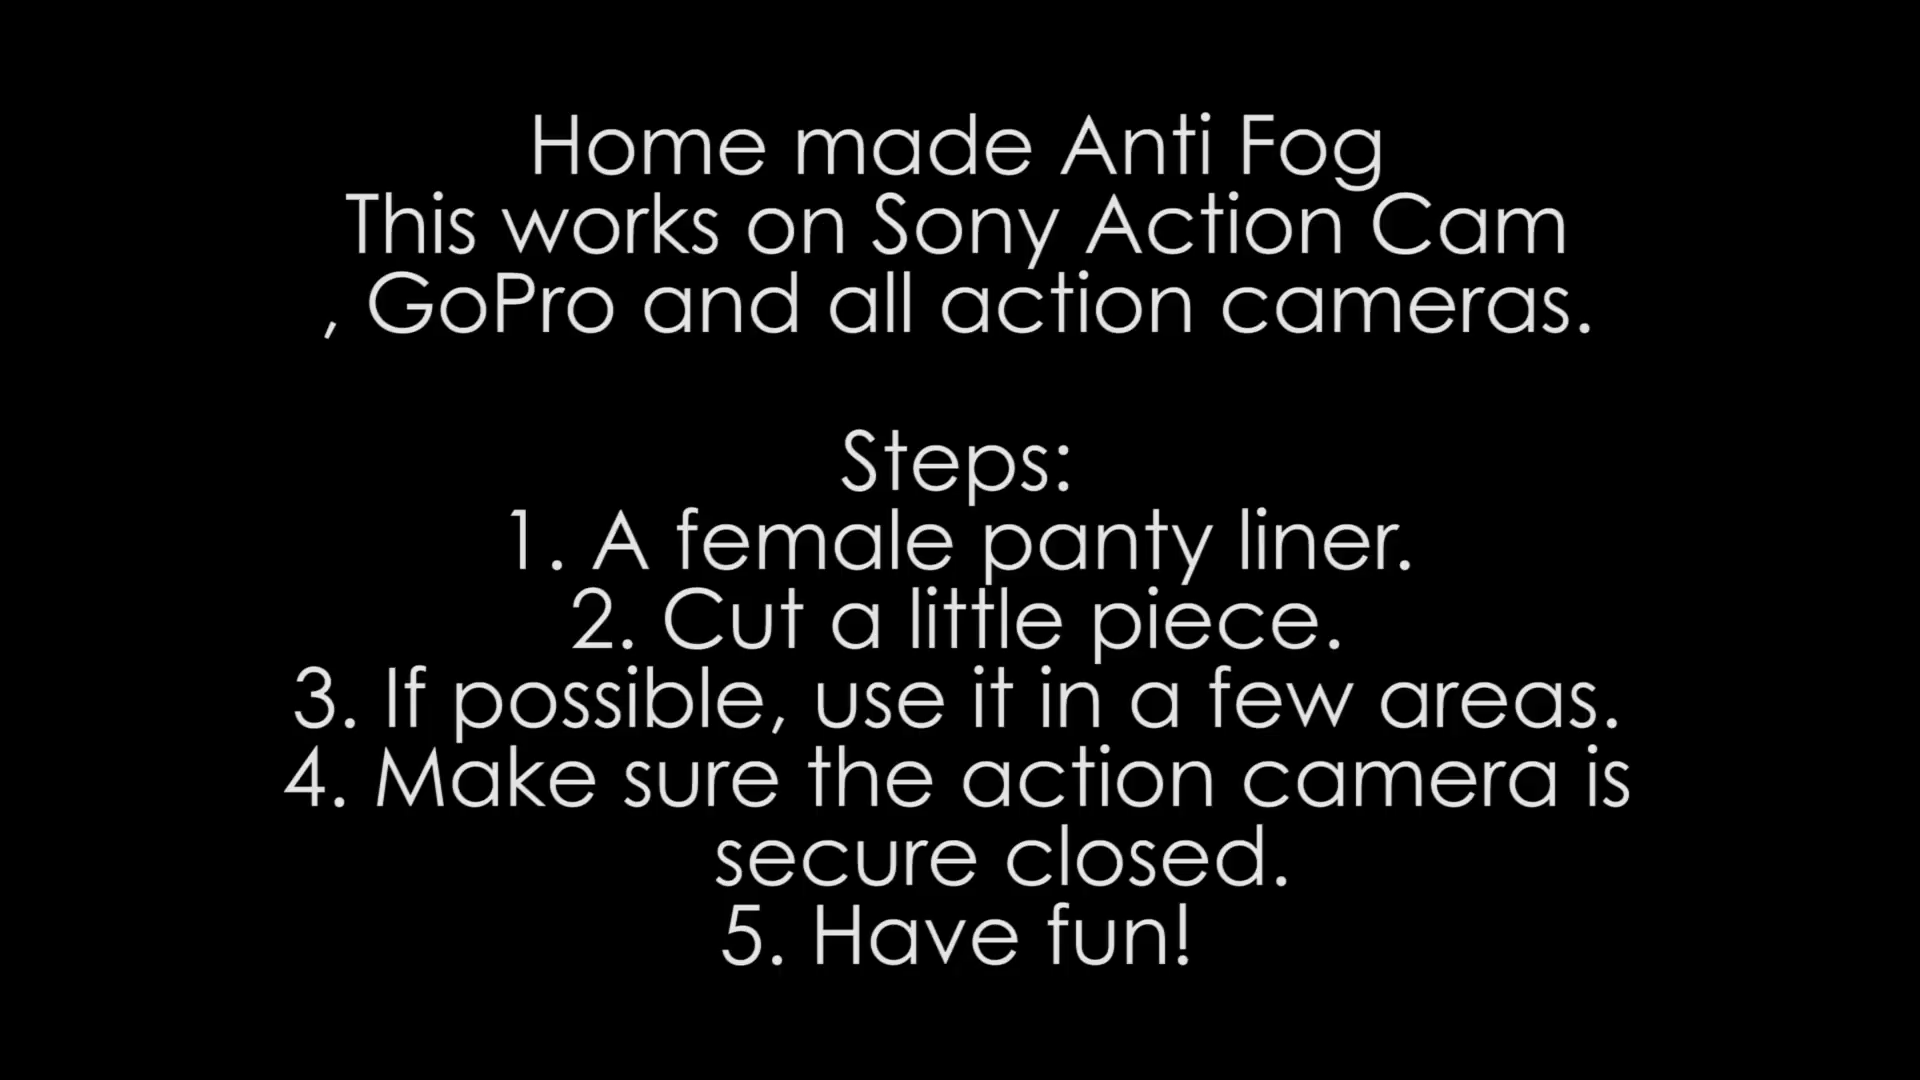 Home made Anti Fog
This works on Sony Action Cam
, GoPro and all action cameras.
Steps:
1. A female panty liner.
2. Cut a little piece.
3. If possible, use it in a few areas.
4. Make sure the action camera is
secure closed.
5. Have fun!